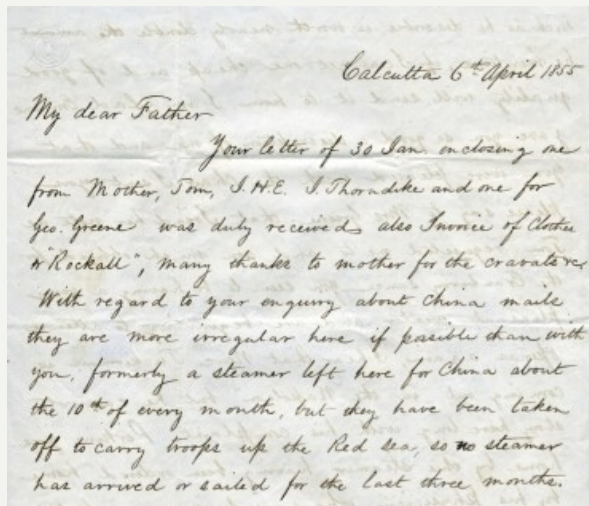 Calcutta 6th April 1855
My dear Father
Your letter of 30 Jan. enclosing one
from Mother, Tom, I.H.E. I. Thorndike and one for
Geo. Greene was duly received, also Invoice of Clothes
pr "Rockall", many thanks to mother for the cravats &c.
With regard to your enquiry about China mails
they are more irregular here if possible than with
you, formerly a steamer left here for China about
the 10th of every month, but they have been taken
off to carry troops up the Red sea, so no steamer
has arrived or sailed for the last three months.